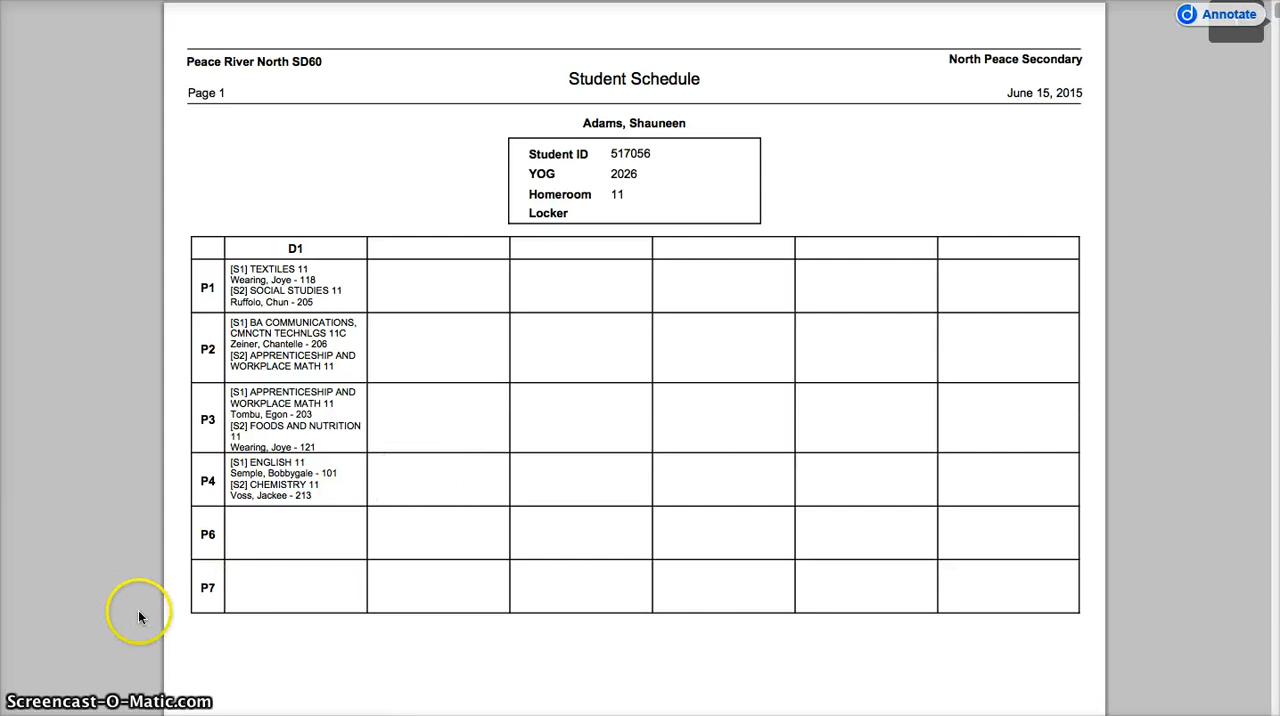 Annotate
Peace River North SD60
North Peace Secondary
Student Schedule
Page 1
June 15, 2015
Adams, Shauneen
Student ID 517056
YOG 2026
Homeroom 11
Locker
D1
P1
[S1] TEXTILES 11
Wearing, Joye - 118
[S2] SOCIAL STUDIES 11
Ruffolo, Chun - 205
P2
[S1] BA COMMUNICATIONS,
CMNCTN TECHNLGS 11C
Zeiner, Chantelle - 206
[S2] APPRENTICESHIP AND
WORKPLACE MATH 11
P3
[S1] APPRENTICESHIP AND
WORKPLACE MATH 11
Tombu, Egon - 203
[S2] FOODS AND NUTRITION
11
Wearing, Joye - 121
P4
[S1] ENGLISH 11
Semple, Bobbygale - 101
[S2] CHEMISTRY 11
Voss, Jackee - 213
P6
P7
Screencast-O-Matic.com